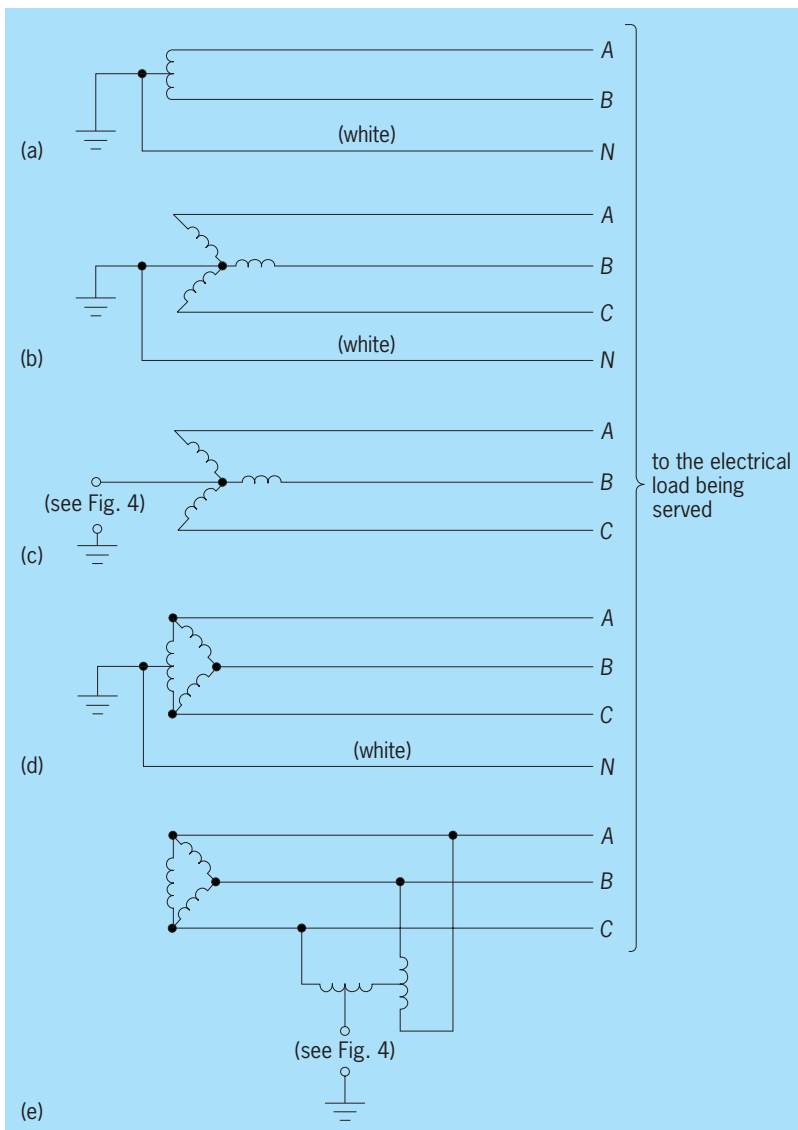 A
B
(white)
N
(a)
A
B
C
(white)
N
(b)
A
B
C
(see Fig. 4)
(c)
to the electrical
load being
served
A
B
C
(white)
N
(d)
A
B
C
(see Fig. 4)
(e)